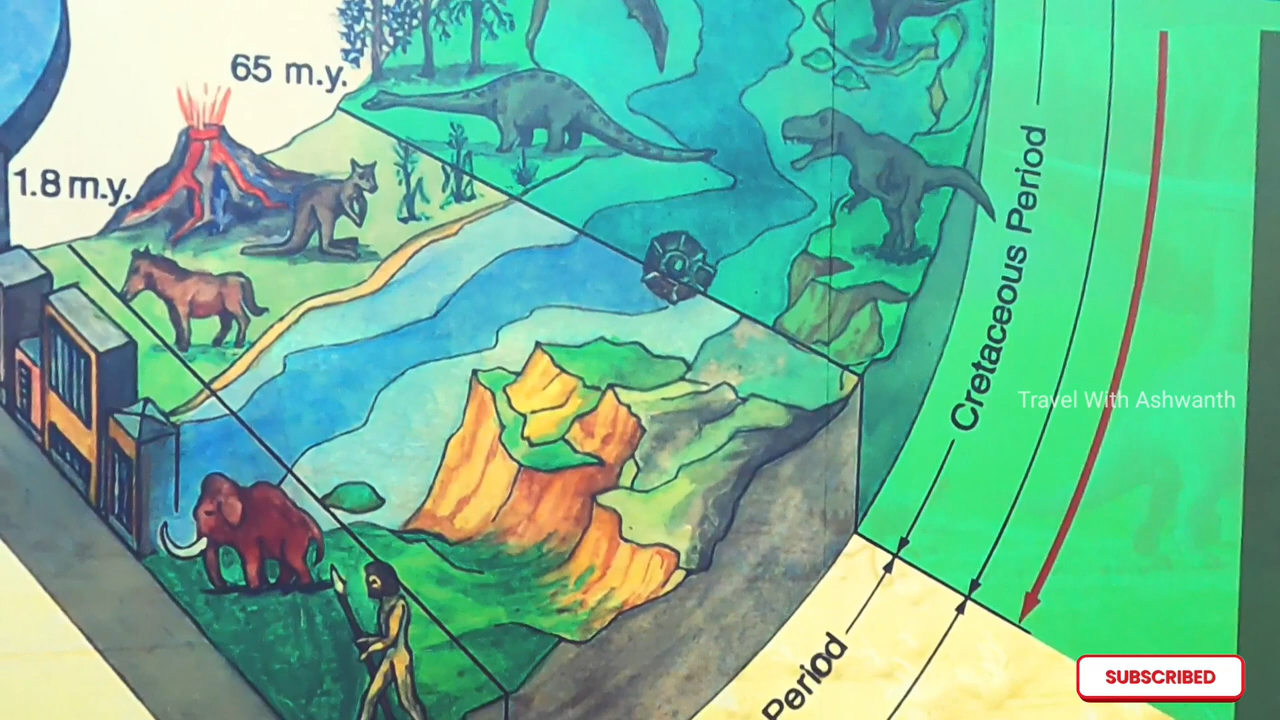 65 m.y.
1.8 m.y.
Cretaceous Period
Travel With Ashwanth
Period
SUBSCRIBED